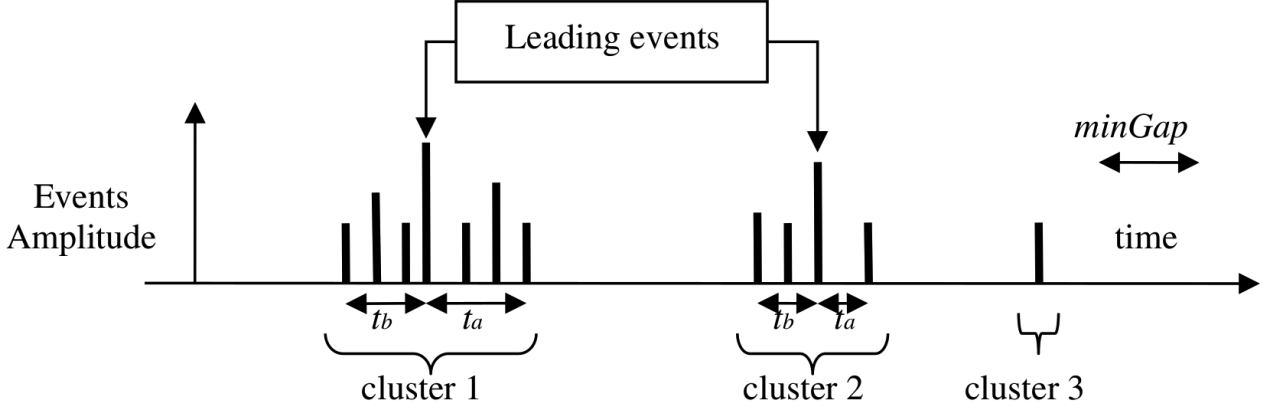 Leading events
minGap
Events
Amplitude
time
tb
ta
tb
ta
cluster 1
cluster 2
cluster 3